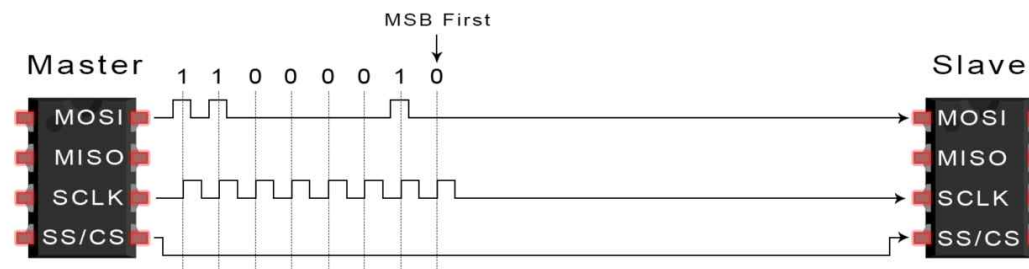 MSB First
Master
1 1 0 0 0 0 1 0
Slave
MOSI
MISO
SCLK
SS/CS
MOSI
MISO
SCLK
SS/CS